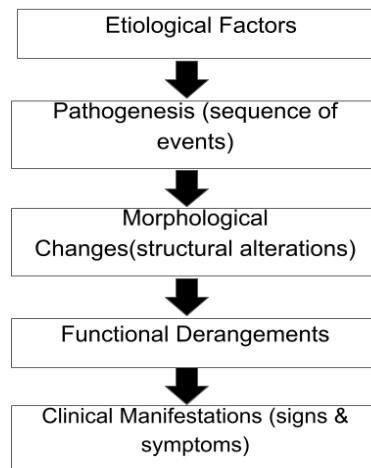 Etiological Factors
Pathogenesis (sequence of
events)
Morphological
Changes(structural alterations)
Functional Derangements
Clinical Manifestations (signs &
symptoms)